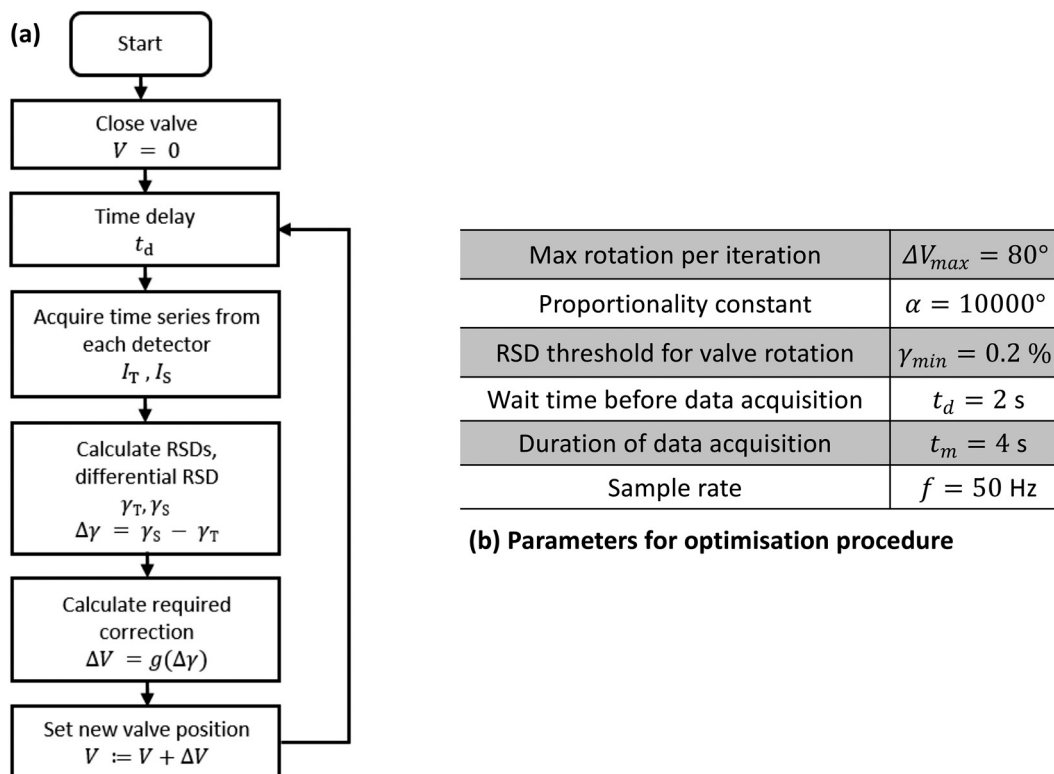 (a)
Start
Close valve
V = 0
Time delay
t_d
Acquire time series from
each detector
I_T , I_S
Calculate RSDs,
differential RSD
γ_T, γ_S
Δγ = γ_S − γ_T
Calculate required
correction
ΔV = g(Δγ)
Set new valve position
V := V + ΔV
Max rotation per iteration ΔV_max = 80°
Proportionality constant α = 10000°
RSD threshold for valve rotation γ_min = 0.2 %
Wait time before data acquisition t_d = 2 s
Duration of data acquisition t_m = 4 s
Sample rate f = 50 Hz
(b) Parameters for optimisation procedure